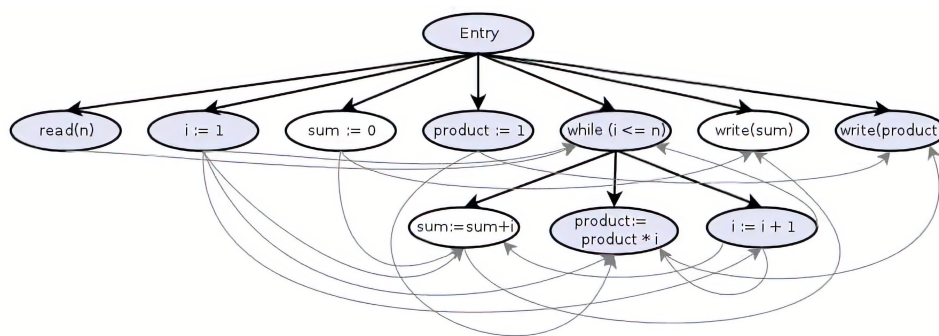 Entry
read(n)
i := 1
sum := 0
product := 1
while (i <= n)
write(sum)
write(product
sum:=sum+i
product:=
product * i
i := i + 1